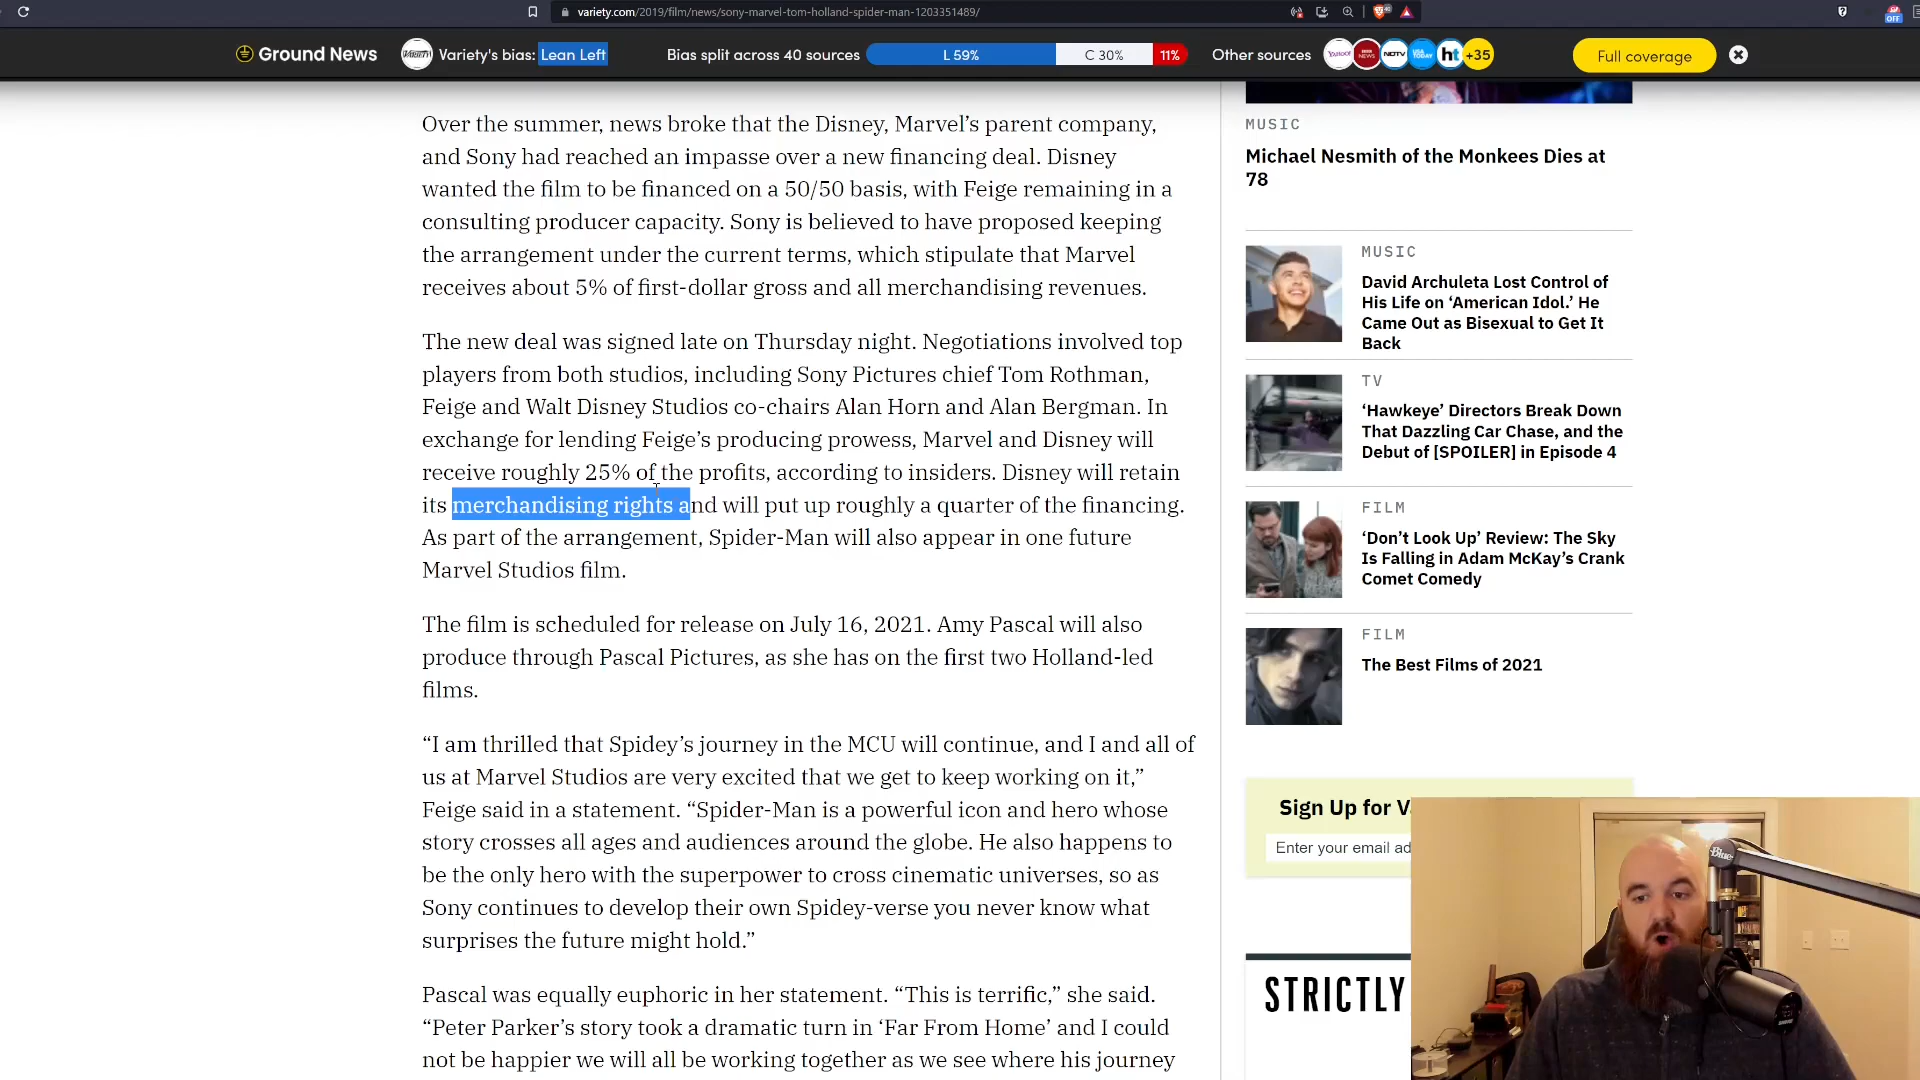 variety.com/2019/film/news/sony-marvel-tom-holland-spider-man-1203351489/
OFF
Ground News
VARIETY
Variety's bias: Lean Left
Bias split across 40 sources
L 59%
C 30%
11%
Other sources
YAHOO!
BBC NEWS
NDTV
USA TODAY
ht
+35
Full coverage
Over the summer, news broke that the Disney, Marvel’s parent company,
and Sony had reached an impasse over a new financing deal. Disney
wanted the film to be financed on a 50/50 basis, with Feige remaining in a
consulting producer capacity. Sony is believed to have proposed keeping
the arrangement under the current terms, which stipulate that Marvel
receives about 5% of first-dollar gross and all merchandising revenues.
The new deal was signed late on Thursday night. Negotiations involved top
players from both studios, including Sony Pictures chief Tom Rothman,
Feige and Walt Disney Studios co-chairs Alan Horn and Alan Bergman. In
exchange for lending Feige’s producing prowess, Marvel and Disney will
receive roughly 25% of the profits, according to insiders. Disney will retain
its merchandising rights and will put up roughly a quarter of the financing.
As part of the arrangement, Spider-Man will also appear in one future
Marvel Studios film.
The film is scheduled for release on July 16, 2021. Amy Pascal will also
produce through Pascal Pictures, as she has on the first two Holland-led
films.
“I am thrilled that Spidey’s journey in the MCU will continue, and I and all of
us at Marvel Studios are very excited that we get to keep working on it,”
Feige said in a statement. “Spider-Man is a powerful icon and hero whose
story crosses all ages and audiences around the globe. He also happens to
be the only hero with the superpower to cross cinematic universes, so as
Sony continues to develop their own Spidey-verse you never know what
surprises the future might hold.”
Pascal was equally euphoric in her statement. “This is terrific,” she said.
“Peter Parker’s story took a dramatic turn in ‘Far From Home’ and I could
not be happier we will all be working together as we see where his journey
MUSIC
Michael Nesmith of the Monkees Dies at
78
MUSIC
David Archuleta Lost Control of
His Life on ‘American Idol.’ He
Came Out as Bisexual to Get It
Back
TV
‘Hawkeye’ Directors Break Down
That Dazzling Car Chase, and the
Debut of [SPOILER] in Episode 4
FILM
‘Don’t Look Up’ Review: The Sky
Is Falling in Adam McKay’s Crank
Comet Comedy
FILM
The Best Films of 2021
Sign Up for V
Enter your email ad
STRICTLY
Blue